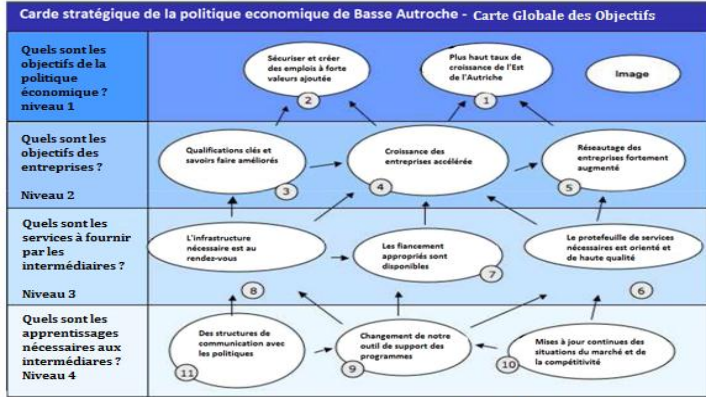 Carde stratégique de la politique economique de Basse Autroche - Carte Globale des Objectifs
Quels sont les
objectifs de la
politique
économique ?
niveau 1
Sécuriser et créer
des emplois à forte
valeurs ajoutée
2
Plus haut taux de
croissance de l'Est
de l'Autriche
1
Image
Quels sont les
objectifs des
entreprises ?
Niveau 2
Qualifications clés et
savoirs faire améliorés
3
Croissance des
entreprises accélérée
4
Réseautage des
entreprises fortement
augmenté
5
Quels sont les
services à fournir
par les
intermédiaires ?
Niveau 3
L'infrastructure
nécessaire est au
rendez-vous
8
Les fiancement
appropriés sont
disponibles
7
Le protefeuille de services
nécessaires est orienté et
de haute qualité
6
Quels sont les
apprentissages
nécessaires aux
intermédiares ?
Niveau 4
Des structures de
communication avec
les politiques
11
Changement de notre
outil de support des
programmes
9
Mises à jour continues des
situations du marché et de
la compétitivité
10